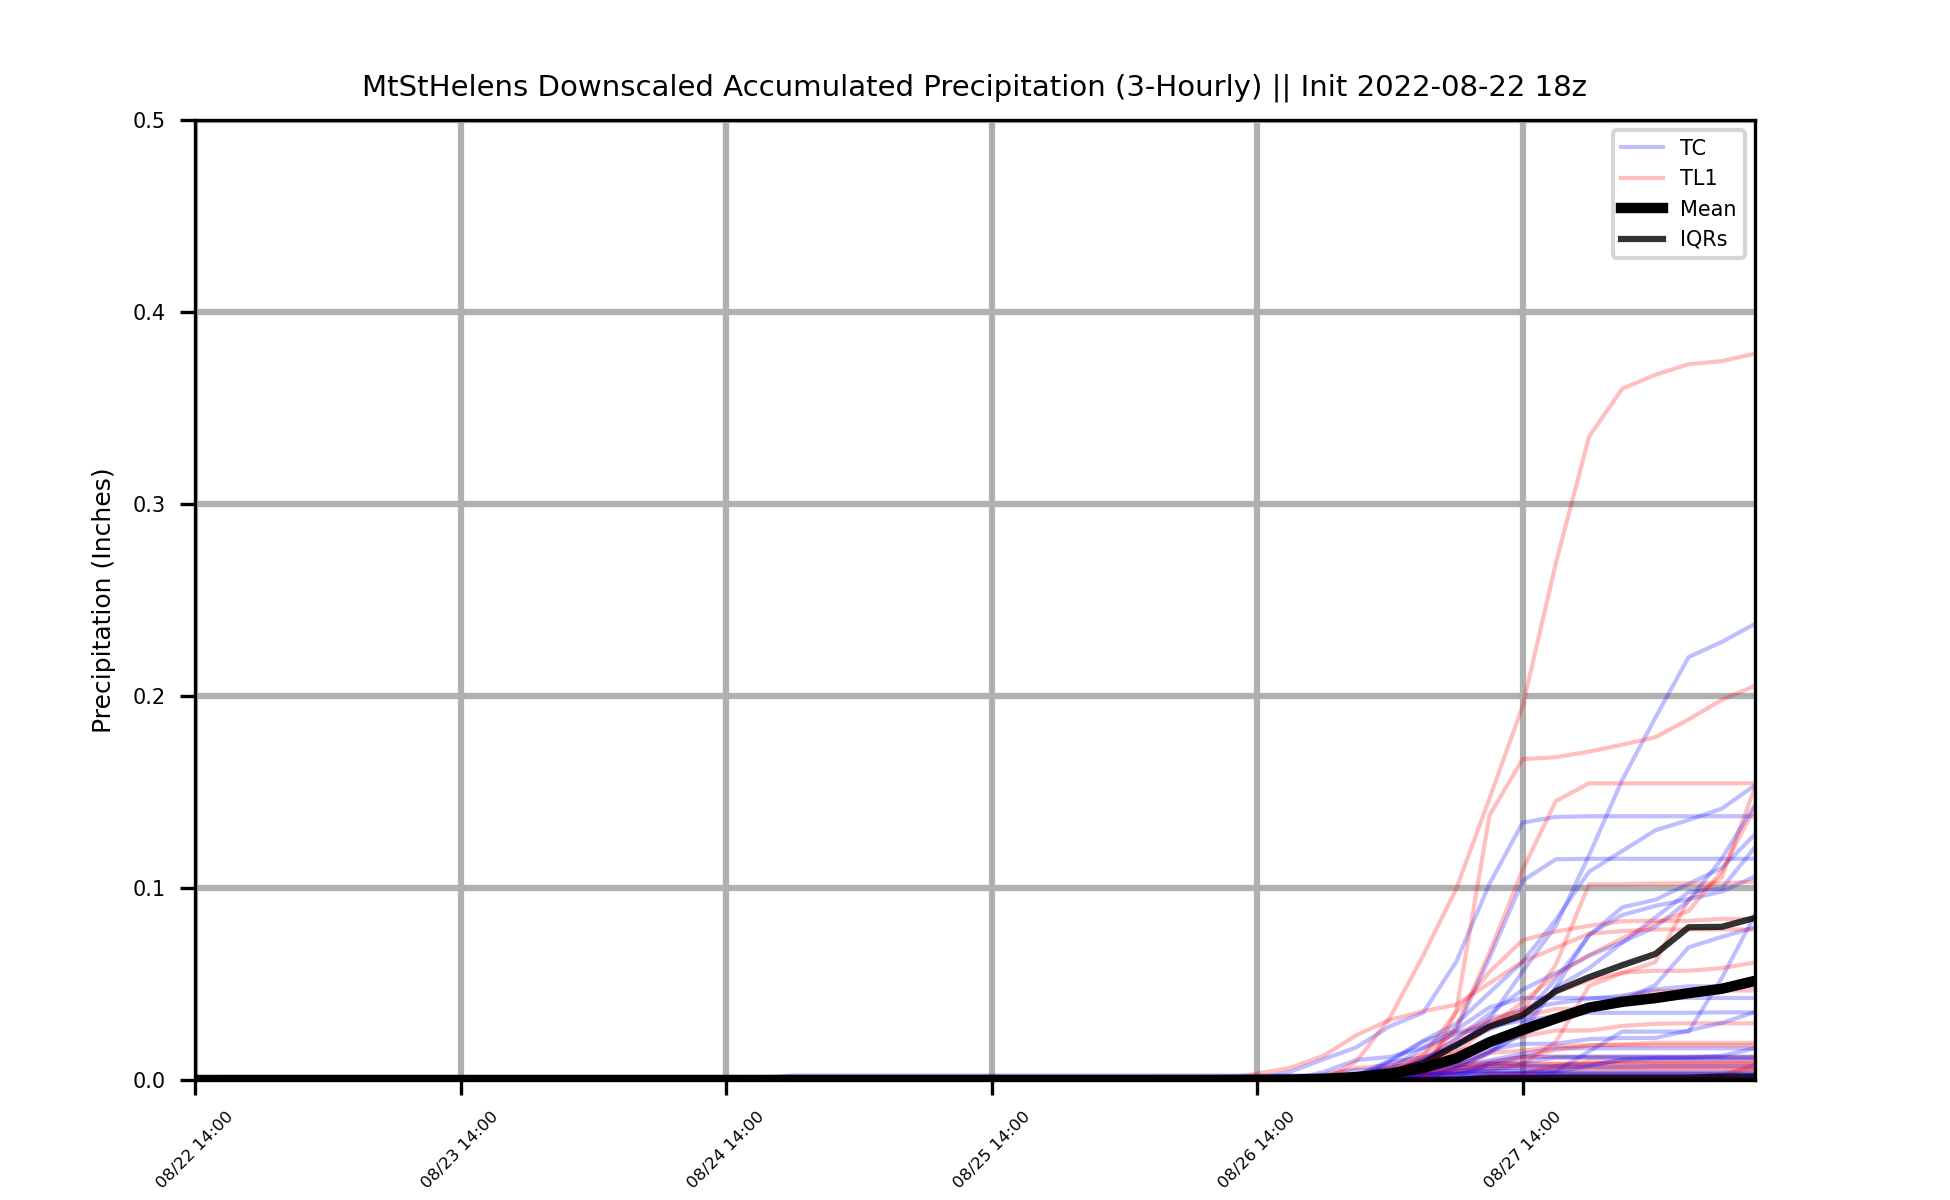 MtStHelens Downscaled Accumulated Precipitation (3-Hourly) || Init 2022-08-22 18z
TC
TL1
Mean
IQRs
Precipitation (Inches)
0.5
0.4
0.3
0.2
0.1
0.0
08/22 14:00
08/23 14:00
08/24 14:00
08/25 14:00
08/26 14:00
08/27 14:00